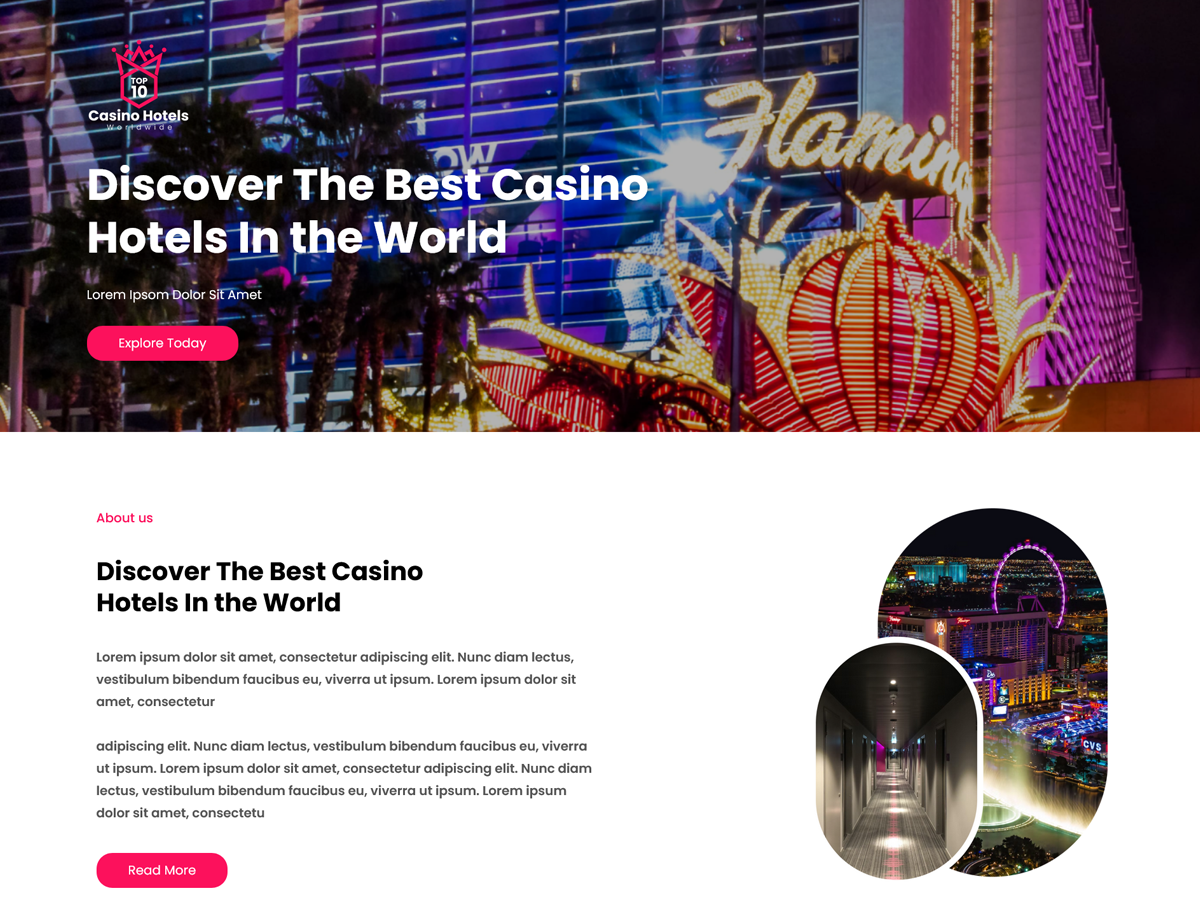 TOP
10
Casino Hotels
Worldwide
Flamingo
OW
Discover The Best Casino
Hotels In the World
Lorem Ipsom Dolor Sit Amet
Explore Today
About us
Discover The Best Casino
Hotels In the World
Lorem ipsum dolor sit amet, consectetur adipiscing elit. Nunc diam lectus,
vestibulum bibendum faucibus eu, viverra ut ipsum. Lorem ipsum dolor sit
amet, consectetur
adipiscing elit. Nunc diam lectus, vestibulum bibendum faucibus eu, viverra
ut ipsum. Lorem ipsum dolor sit amet, consectetur adipiscing elit. Nunc diam
lectus, vestibulum bibendum faucibus eu, viverra ut ipsum. Lorem ipsum
dolor sit amet, consectetu
CVS
Read More